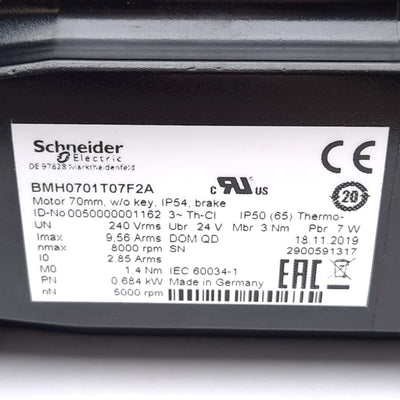 Schneider
Electric
DE 97828 Marktheidenfeld
CE
BMH0701T07F2A
c RU US
20
Motor 70mm, w/o key, IP54, brake
ID-No 0050000001162 3~ Th-Cl IP50 (65) Thermo-
UN 240 Vrms Ubr 24 V Mbr 3 Nm Pbr 7 W
Imax 9,56 Arms DOM QD 18.11.2019
nmax 8000 rpm SN 2900591317
I0 2.85 Arms
M0 1.4 Nm IEC 60034-1
PN 0.684 kW Made in Germany
nN 5000 rpm
EAC